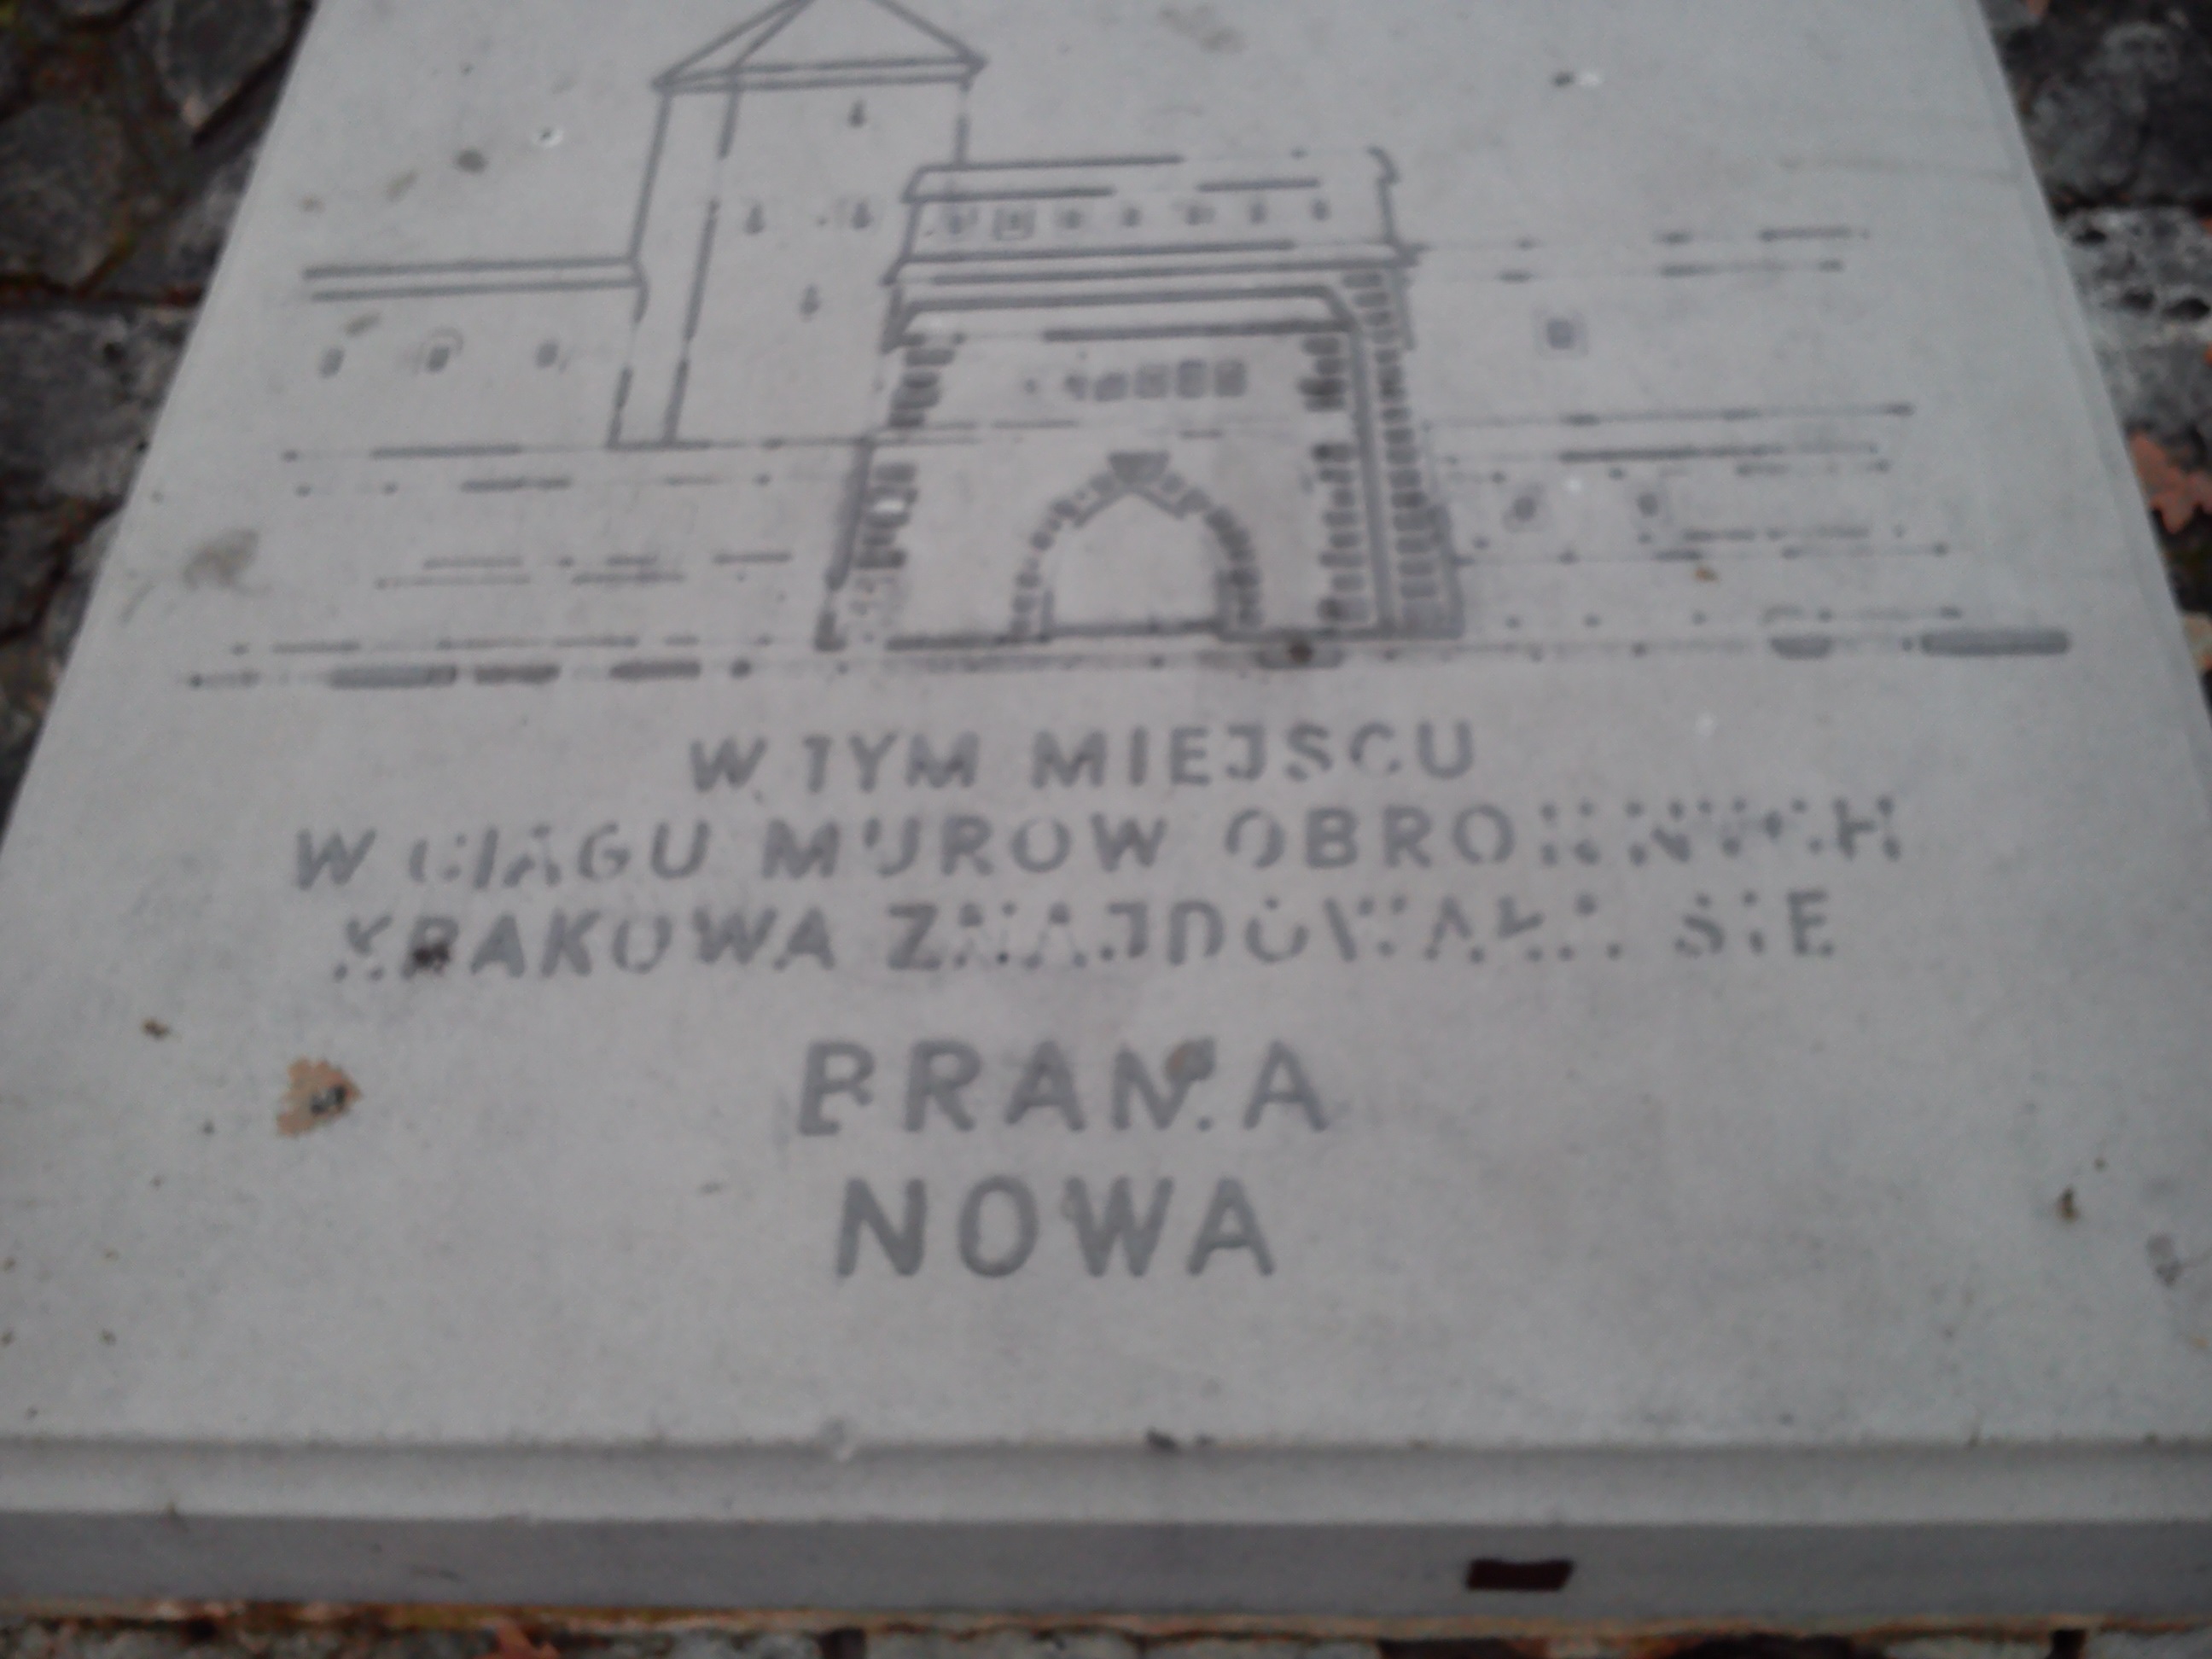 W TYM MIEJSCU
W CIĄGU MURÓW OBRONNYCH
KRAKOWA ZNAJDOWAŁA SIĘ
BRAMA
NOWA